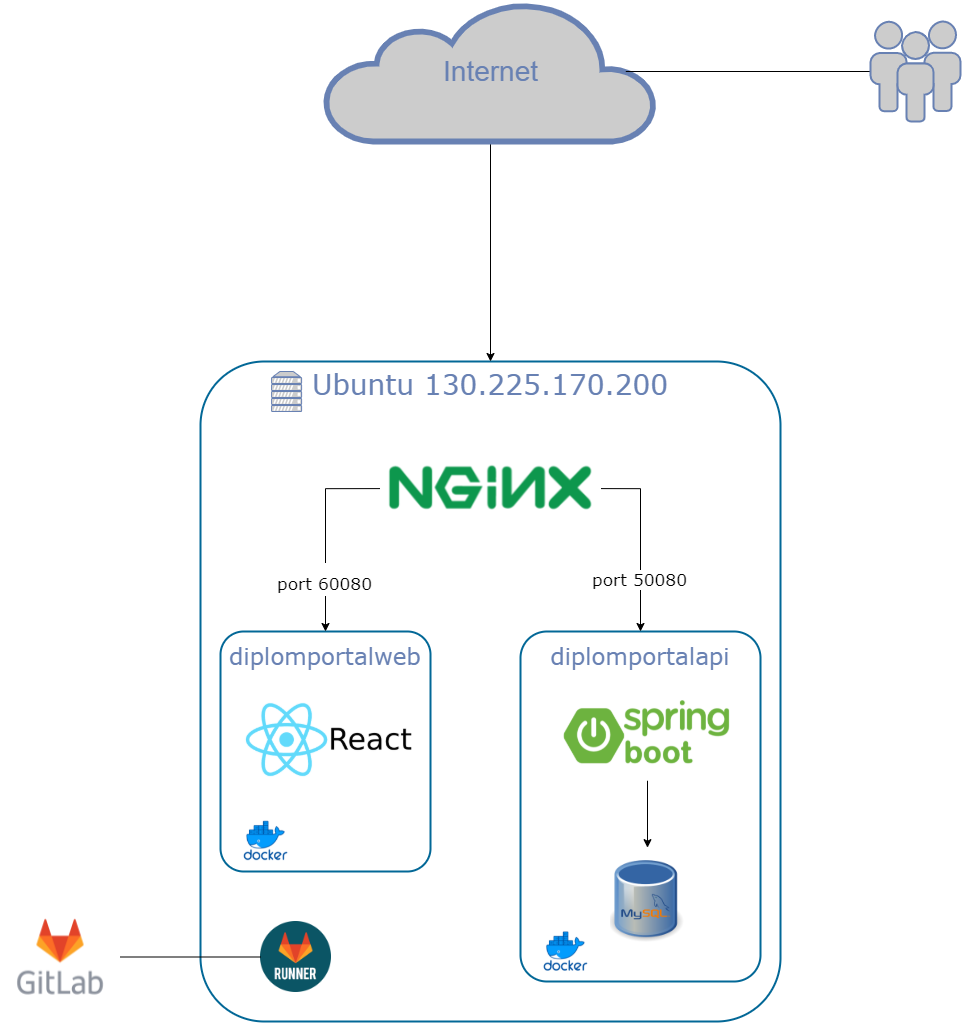 Internet
Ubuntu 130.225.170.200
NGINX
port 60080
port 50080
diplomportalweb
diplomportalapi
React
spring
boot
docker
MySQL
docker
GitLab
RUNNER